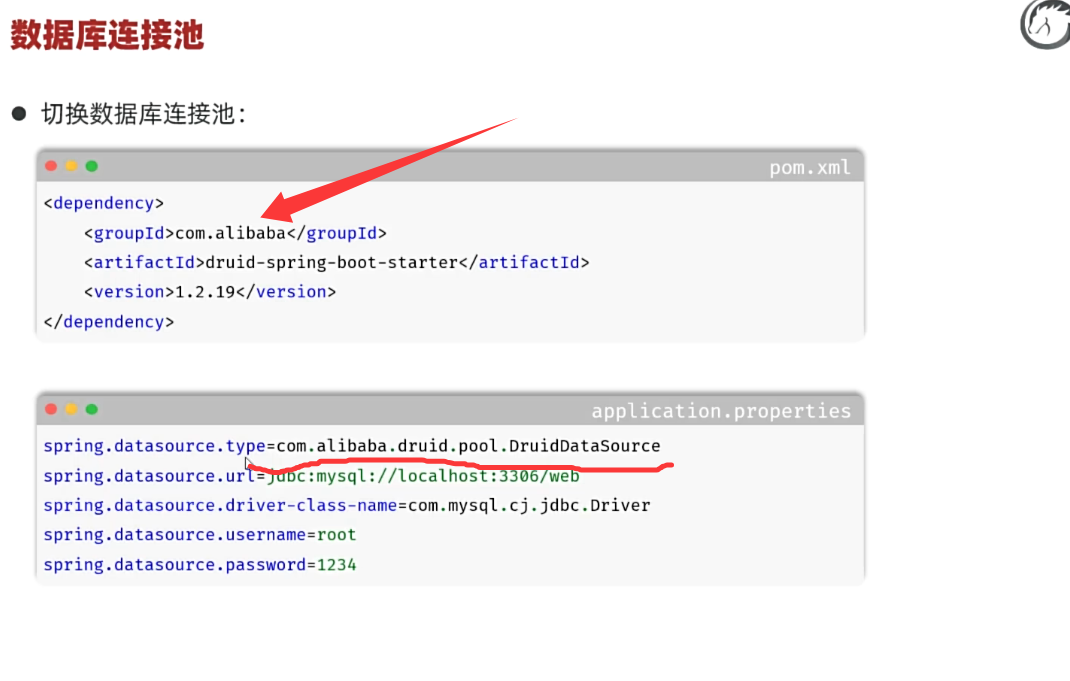 数据库连接池
● 切换数据库连接池：
pom.xml
<dependency>
    <groupId>com.alibaba</groupId>
    <artifactId>druid-spring-boot-starter</artifactId>
    <version>1.2.19</version>
</dependency>
application.properties
spring.datasource.type=com.alibaba.druid.pool.DruidDataSource
spring.datasource.url=jdbc:mysql://localhost:3306/web
spring.datasource.driver-class-name=com.mysql.cj.jdbc.Driver
spring.datasource.username=root
spring.datasource.password=1234